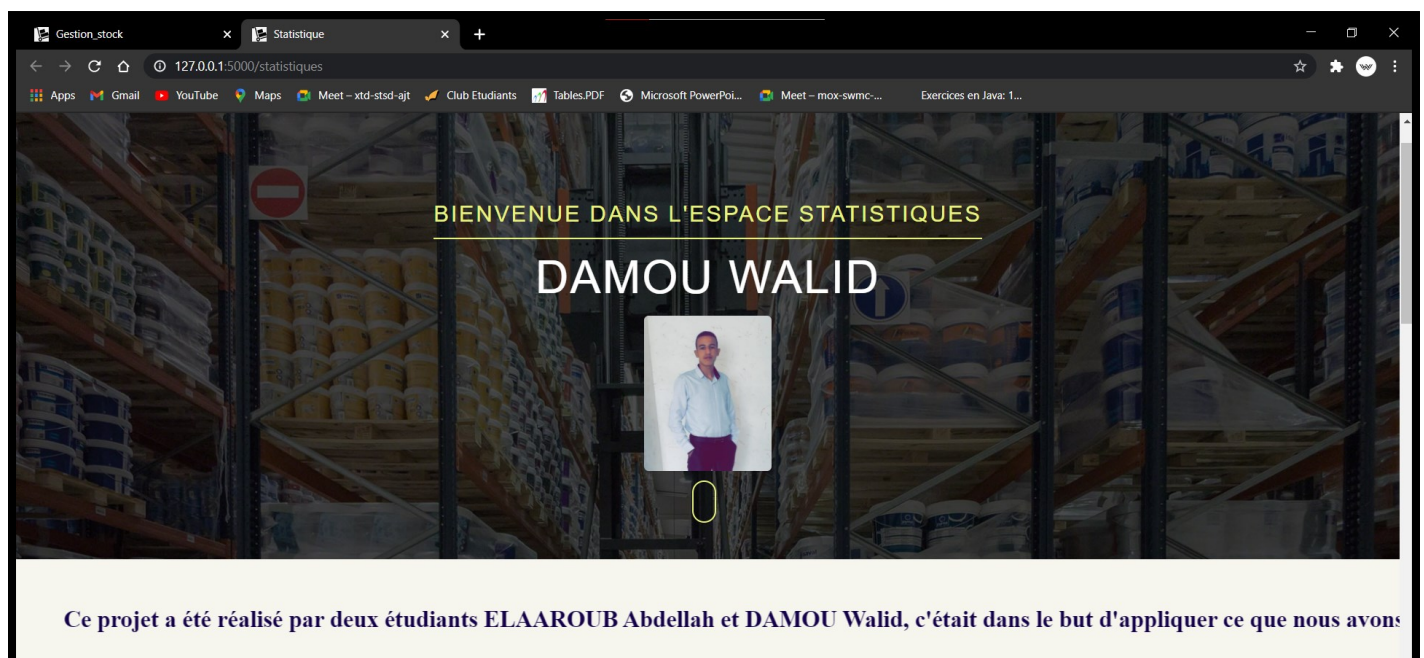 Gestion_stock
Statistique
127.0.0.1:5000/statistiques
Apps Gmail YouTube Maps Meet – xtd-stsd-ajt Club Etudiants Tables.PDF Microsoft PowerPoi... Meet – mox-swmc-... Exercices en Java: 1...
BIENVENUE DANS L'ESPACE STATISTIQUES
DAMOU WALID
Ce projet a été réalisé par deux étudiants ELAAROUB Abdellah et DAMOU Walid, c'était dans le but d'appliquer ce que nous avons